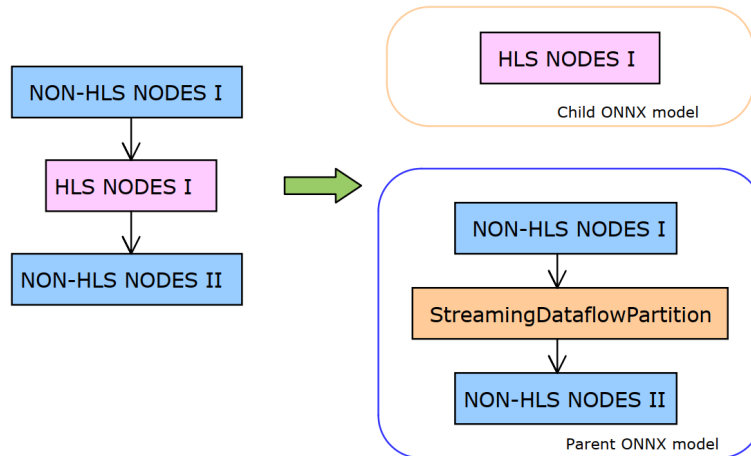 NON-HLS NODES I
HLS NODES I
NON-HLS NODES II
HLS NODES I
Child ONNX model
NON-HLS NODES I
StreamingDataflowPartition
NON-HLS NODES II
Parent ONNX model